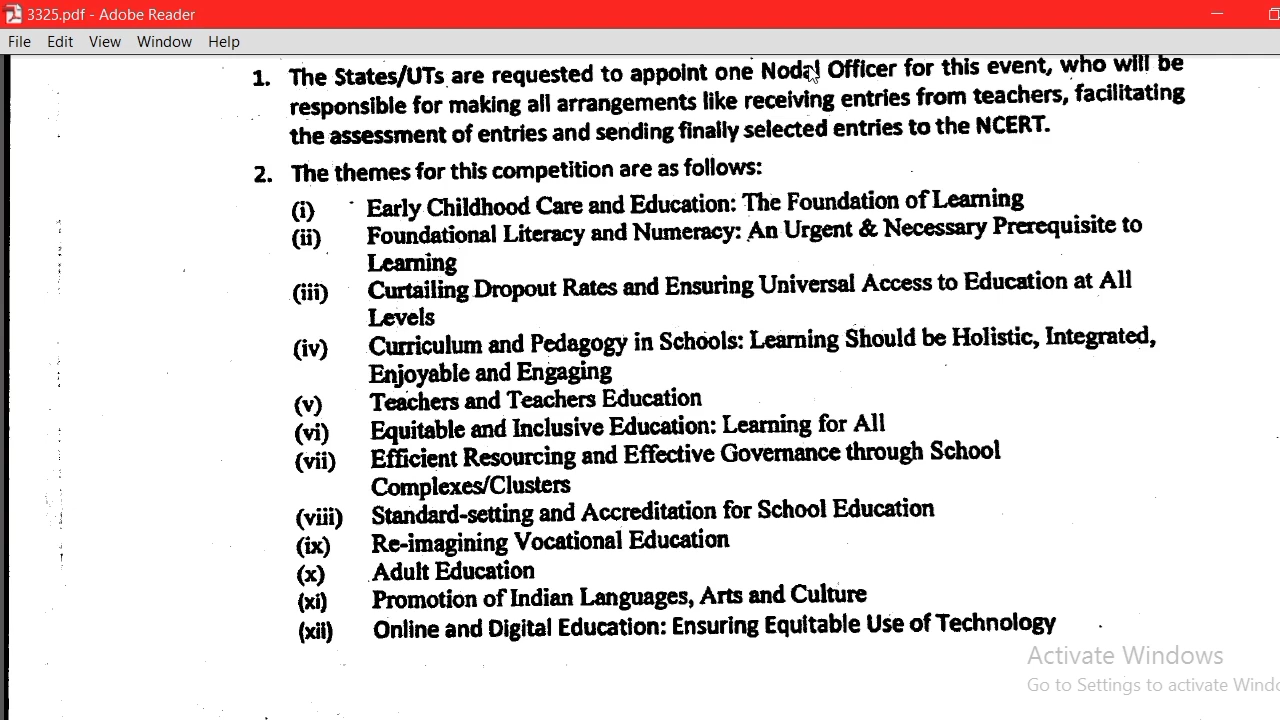 3325.pdf - Adobe Reader
File Edit View Window Help
1. The States/UTs are requested to appoint one Nodal Officer for this event, who will be
responsible for making all arrangements like receiving entries from teachers, facilitating
the assessment of entries and sending finally selected entries to the NCERT.
2. The themes for this competition are as follows:
(i) Early Childhood Care and Education: The Foundation of Learning
(ii) Foundational Literacy and Numeracy: An Urgent & Necessary Prerequisite to
Learning
(iii) Curtailing Dropout Rates and Ensuring Universal Access to Education at All
Levels
(iv) Curriculum and Pedagogy in Schools: Learning Should be Holistic, Integrated,
Enjoyable and Engaging
(v) Teachers and Teachers Education
(vi) Equitable and Inclusive Education: Learning for All
(vii) Efficient Resourcing and Effective Governance through School
Complexes/Clusters
(viii) Standard-setting and Accreditation for School Education
(ix) Re-imagining Vocational Education
(x) Adult Education
(xi) Promotion of Indian Languages, Arts and Culture
(xii) Online and Digital Education: Ensuring Equitable Use of Technology
Activate Windows
Go to Settings to activate Windo